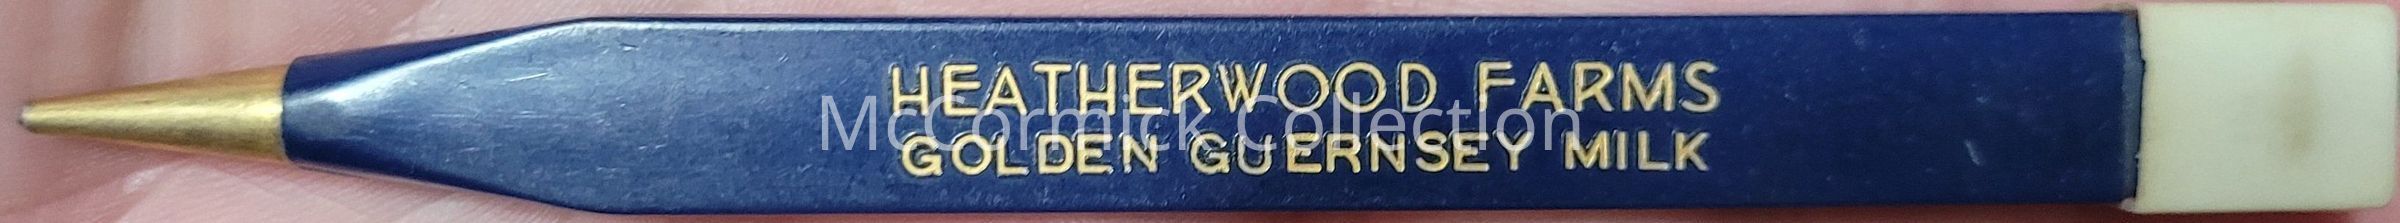 HEATHERWOOD FARMS
McCormick Collection
GOLDEN GUERNSEY MILK